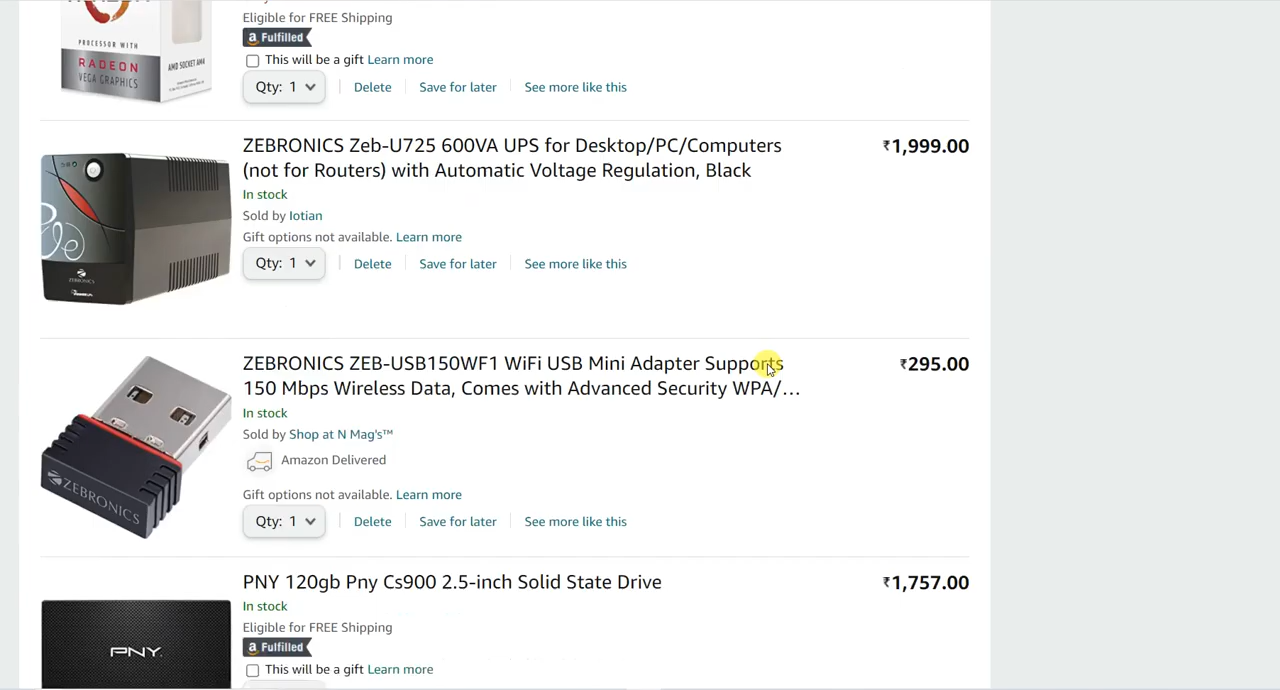 PROCESSOR WITH
RADEON
VEGA GRAPHICS
AMD SOCKET AM4
Eligible for FREE Shipping
a Fulfilled
This will be a gift Learn more
Qty: 1 Delete Save for later See more like this
ZEBRONICS Zeb-U725 600VA UPS for Desktop/PC/Computers ₹1,999.00
(not for Routers) with Automatic Voltage Regulation, Black
In stock
Sold by Iotian
Gift options not available. Learn more
Qty: 1 Delete Save for later See more like this
ZEBRONICS
ZEBRONICS ZEB-USB150WF1 WiFi USB Mini Adapter Supports ₹295.00
150 Mbps Wireless Data, Comes with Advanced Security WPA/...
In stock
Sold by Shop at N Mag's™
Amazon Delivered
Gift options not available. Learn more
Qty: 1 Delete Save for later See more like this
ZEBRONICS
PNY 120gb Pny Cs900 2.5-inch Solid State Drive ₹1,757.00
In stock
Eligible for FREE Shipping
a Fulfilled
This will be a gift Learn more
PNY